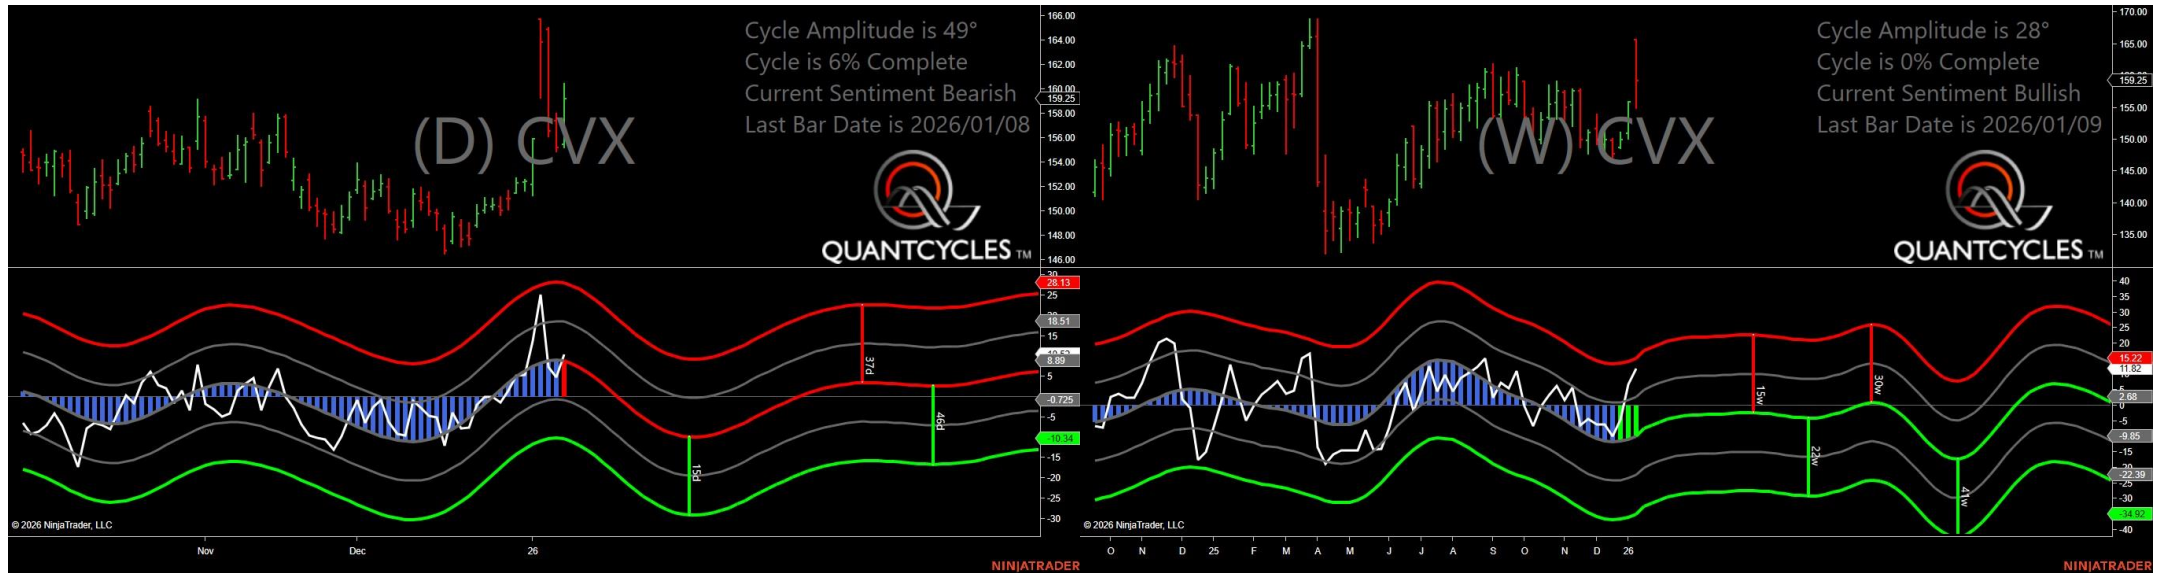 Cycle Amplitude is 49°
Cycle is 6% Complete
Current Sentiment Bearish
Last Bar Date is 2026/01/08
(D) CVX
QUANTCYCLES TM
166.00
164.00
162.00
160.00
159.25
158.00
156.00
154.00
152.00
150.00
148.00
146.00
30
28.13
25
18.51
15
8.89
5
-0.725
-5
-10.34
-15
-20
-25
-30
37d
46d
15d
© 2026 NinjaTrader, LLC
Nov
Dec
26
NINJATRADER
Cycle Amplitude is 28°
Cycle is 0% Complete
Current Sentiment Bullish
Last Bar Date is 2026/01/09
(W) CVX
QUANTCYCLES TM
170.00
165.00
159.25
155.00
150.00
145.00
140.00
135.00
40
35
30
25
20
15.22
11.82
5
2.68
0
-5
-9.85
-15
-22.39
-25
-30
-34.92
-40
15w
30w
22w
41w
© 2026 NinjaTrader, LLC
O
N
D
25
F
M
A
M
J
J
A
S
O
N
D
26
NINJATRADER